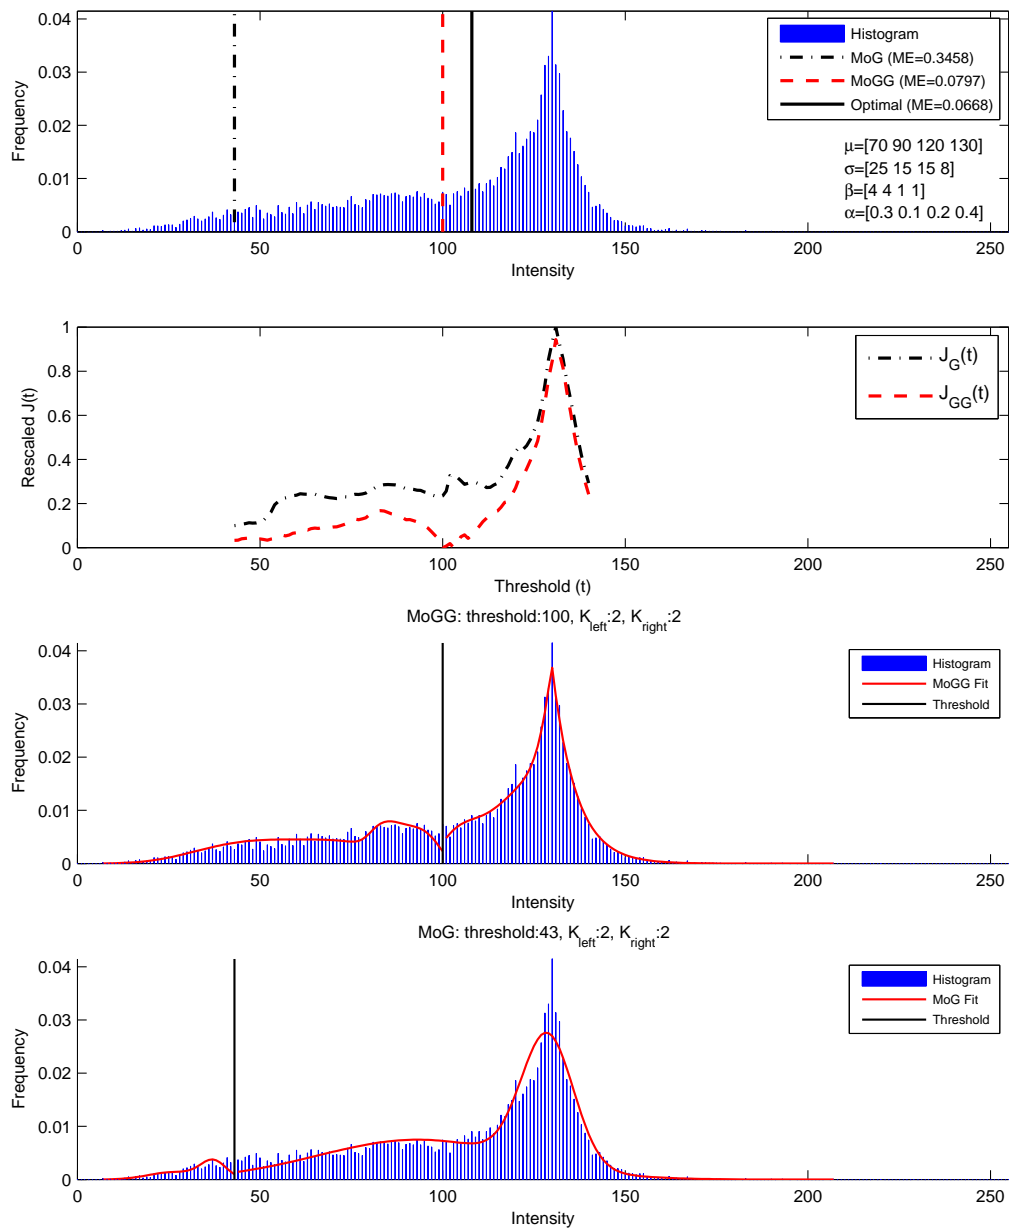 0.04
0.03
0.02
0.01
0
Frequency
Histogram
MoG (ME=0.3458)
MoGG (ME=0.0797)
Optimal (ME=0.0668)
μ=[70 90 120 130]
σ=[25 15 15 8]
β=[4 4 1 1]
α=[0.3 0.1 0.2 0.4]
0 50 100 150 200 250
Intensity
1
0.8
0.6
0.4
0.2
0
Rescaled J(t)
J_G(t)
J_GG(t)
0 50 100 150 200 250
Threshold (t)
MoGG: threshold:100, K_left:2, K_right:2
0.04
0.03
0.02
0.01
0
Frequency
Histogram
MoGG Fit
Threshold
0 50 100 150 200 250
Intensity
MoG: threshold:43, K_left:2, K_right:2
0.04
0.03
0.02
0.01
0
Frequency
Histogram
MoG Fit
Threshold
0 50 100 150 200 250
Intensity